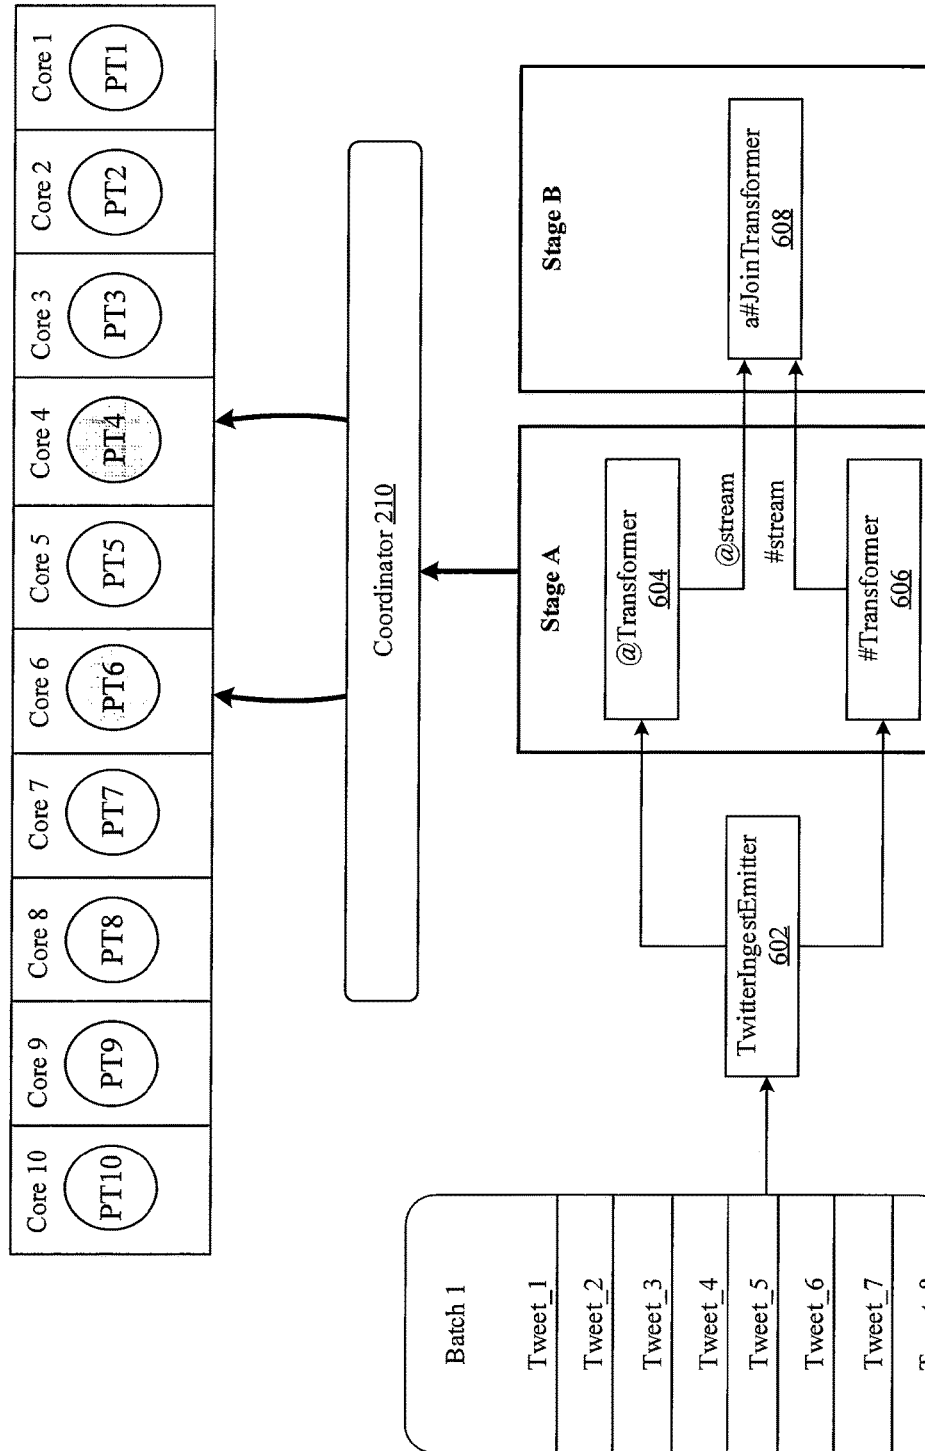 Core 10
PT10
Core 9
PT9
Core 8
PT8
Core 7
PT7
Core 6
PT6
Core 5
PT5
Core 4
PT4
Core 3
PT3
Core 2
PT2
Core 1
PT1
Coordinator 210
Batch 1
Tweet_1
Tweet_2
Tweet_3
Tweet_4
Tweet_5
Tweet_6
Tweet_7
TwitterIngestEmitter
602
Stage A
@Transformer
604
@stream
#stream
#Transformer
606
Stage B
a#JoinTransformer
608